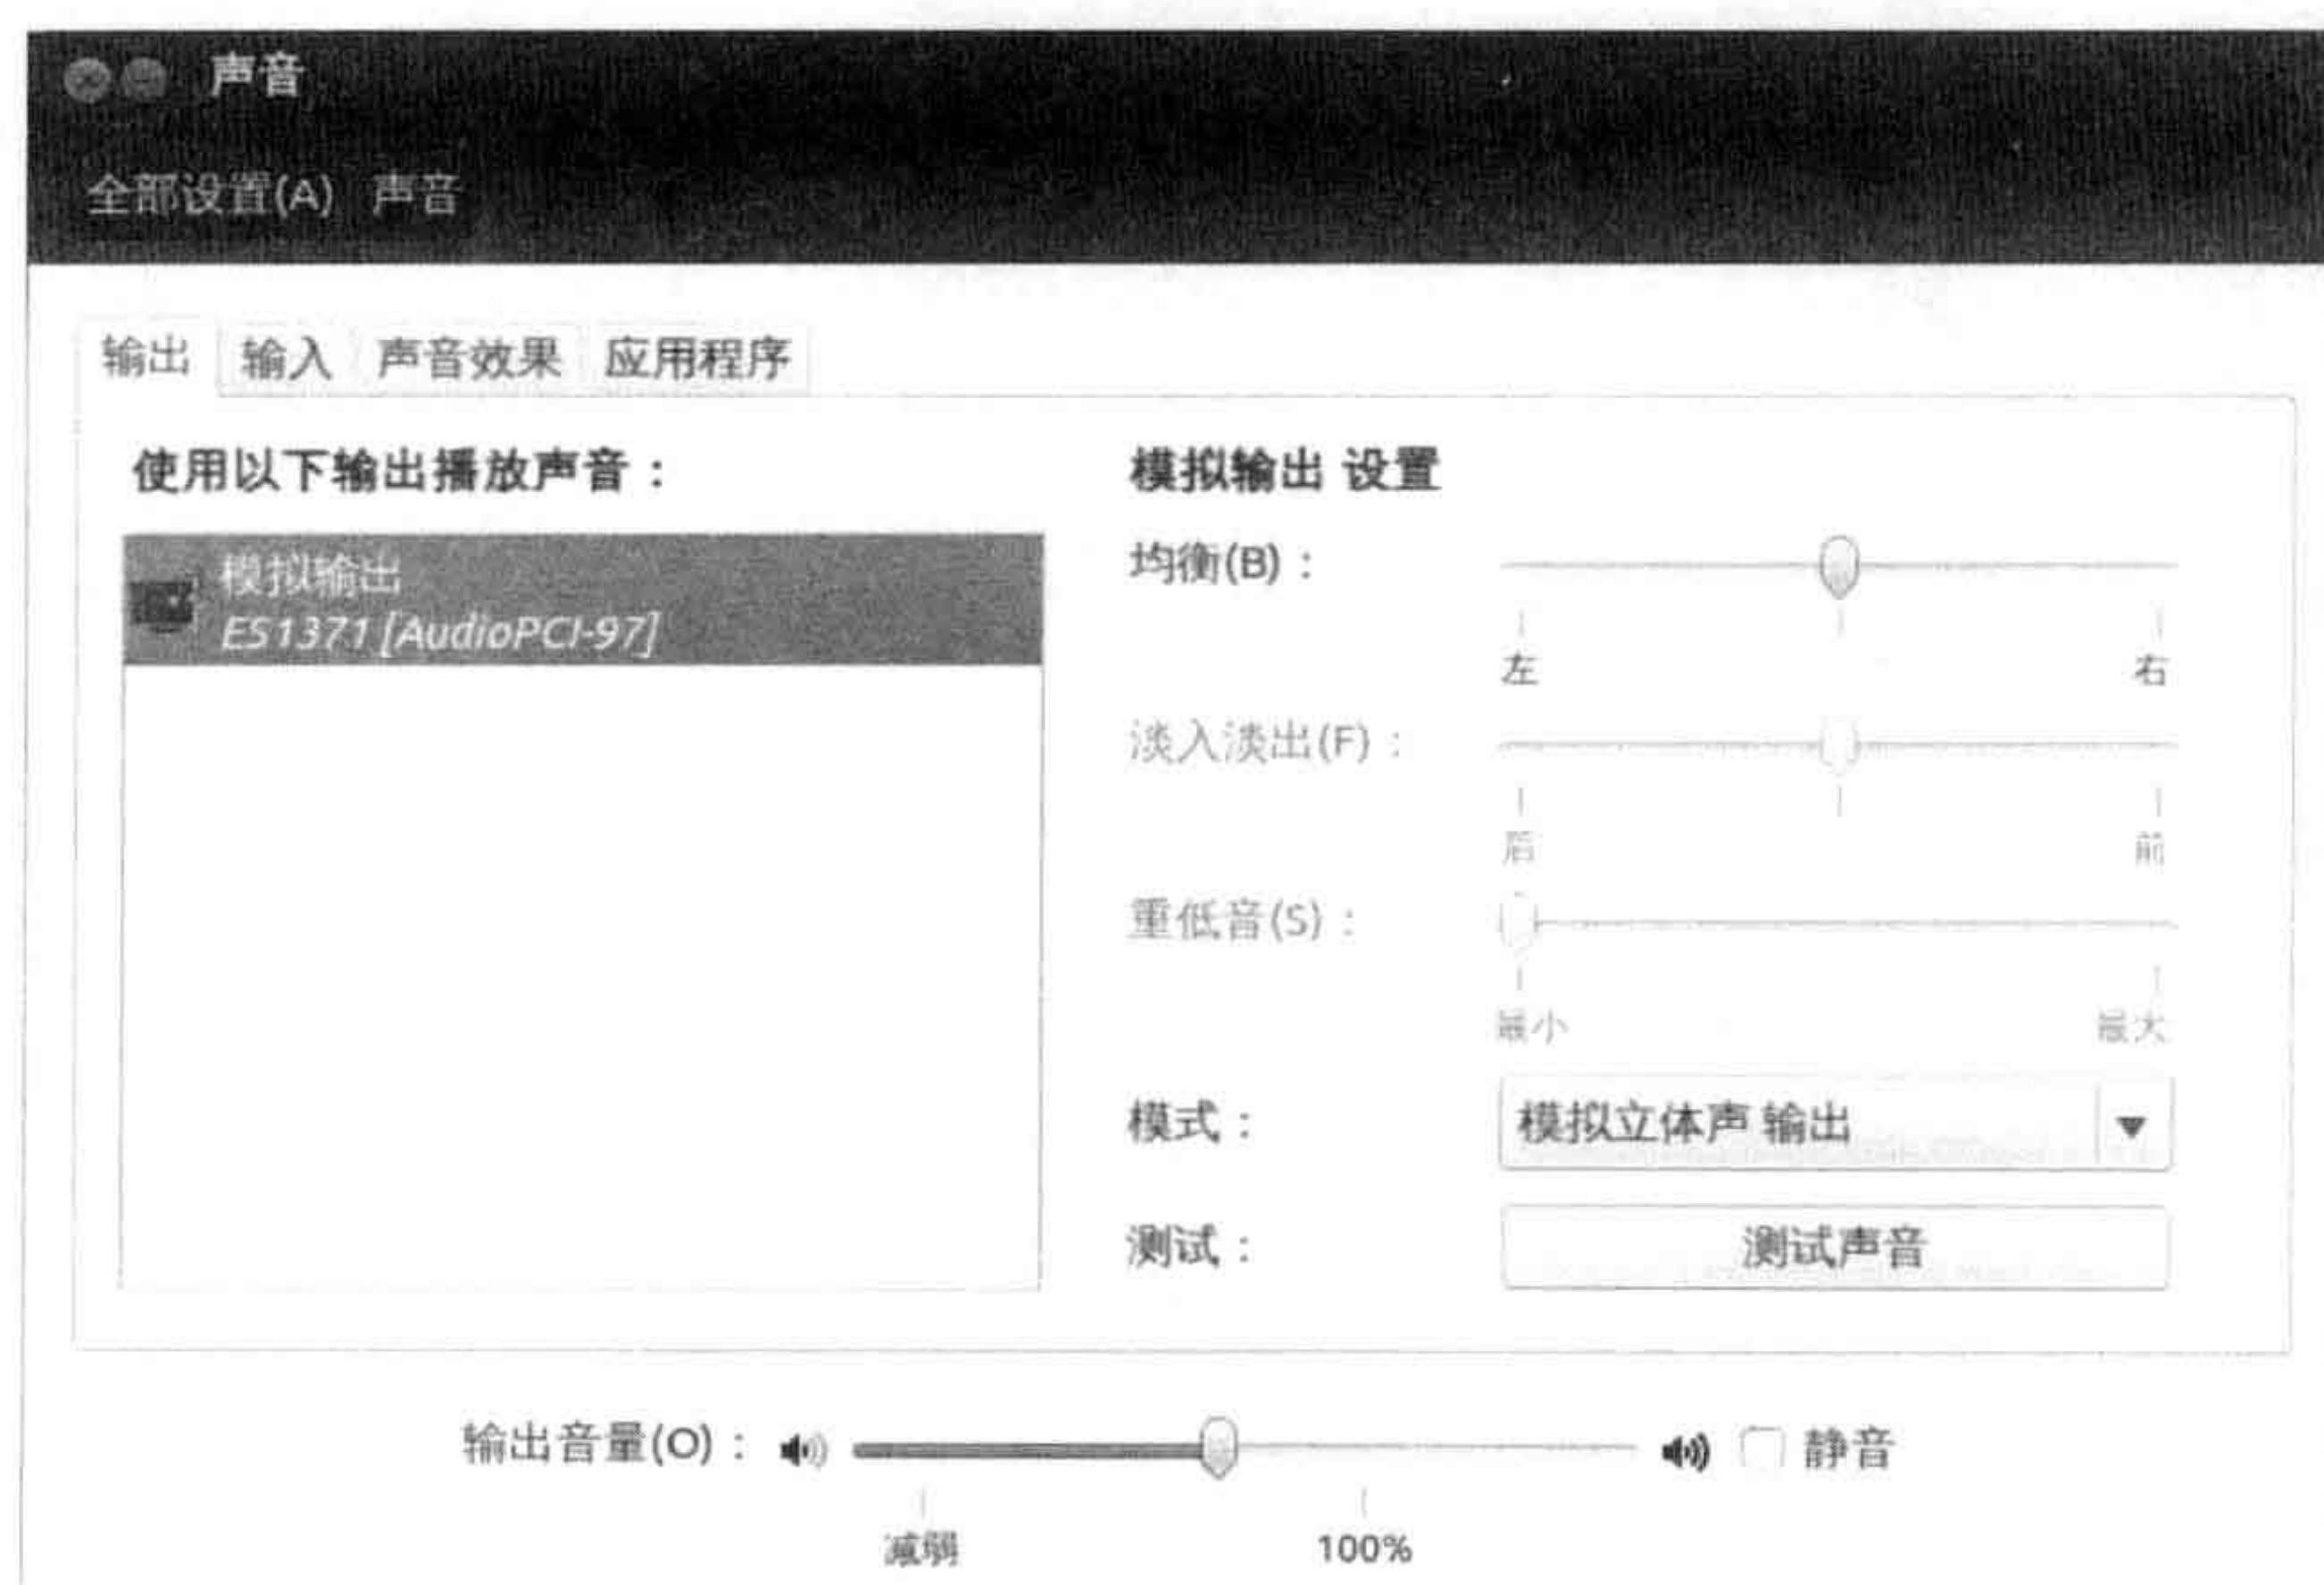 声音
全部设置(A) 声音
输出 输入 声音效果 应用程序
使用以下输出播放声音：
模拟输出
ES1371 [AudioPCI-97]
模拟输出 设置
均衡(B)：
左 右
淡入淡出(F)：
后 前
重低音(S)：
最小 最大
模式： 模拟立体声 输出
测试： 测试声音
输出音量(O)： 静音
减弱 100%